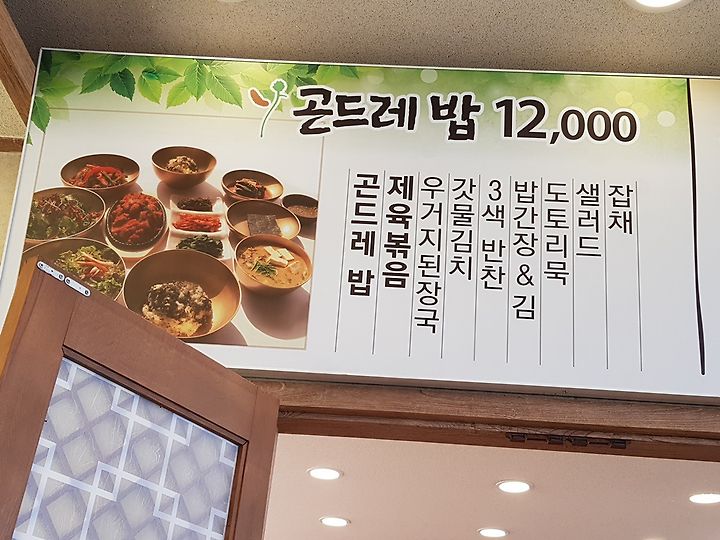 곤드레 밥 12,000
곤드레 밥
제육볶음
우거지된장국
갓물김치
3색 반찬
밥간장 & 김
도토리묵
샐러드
잡채